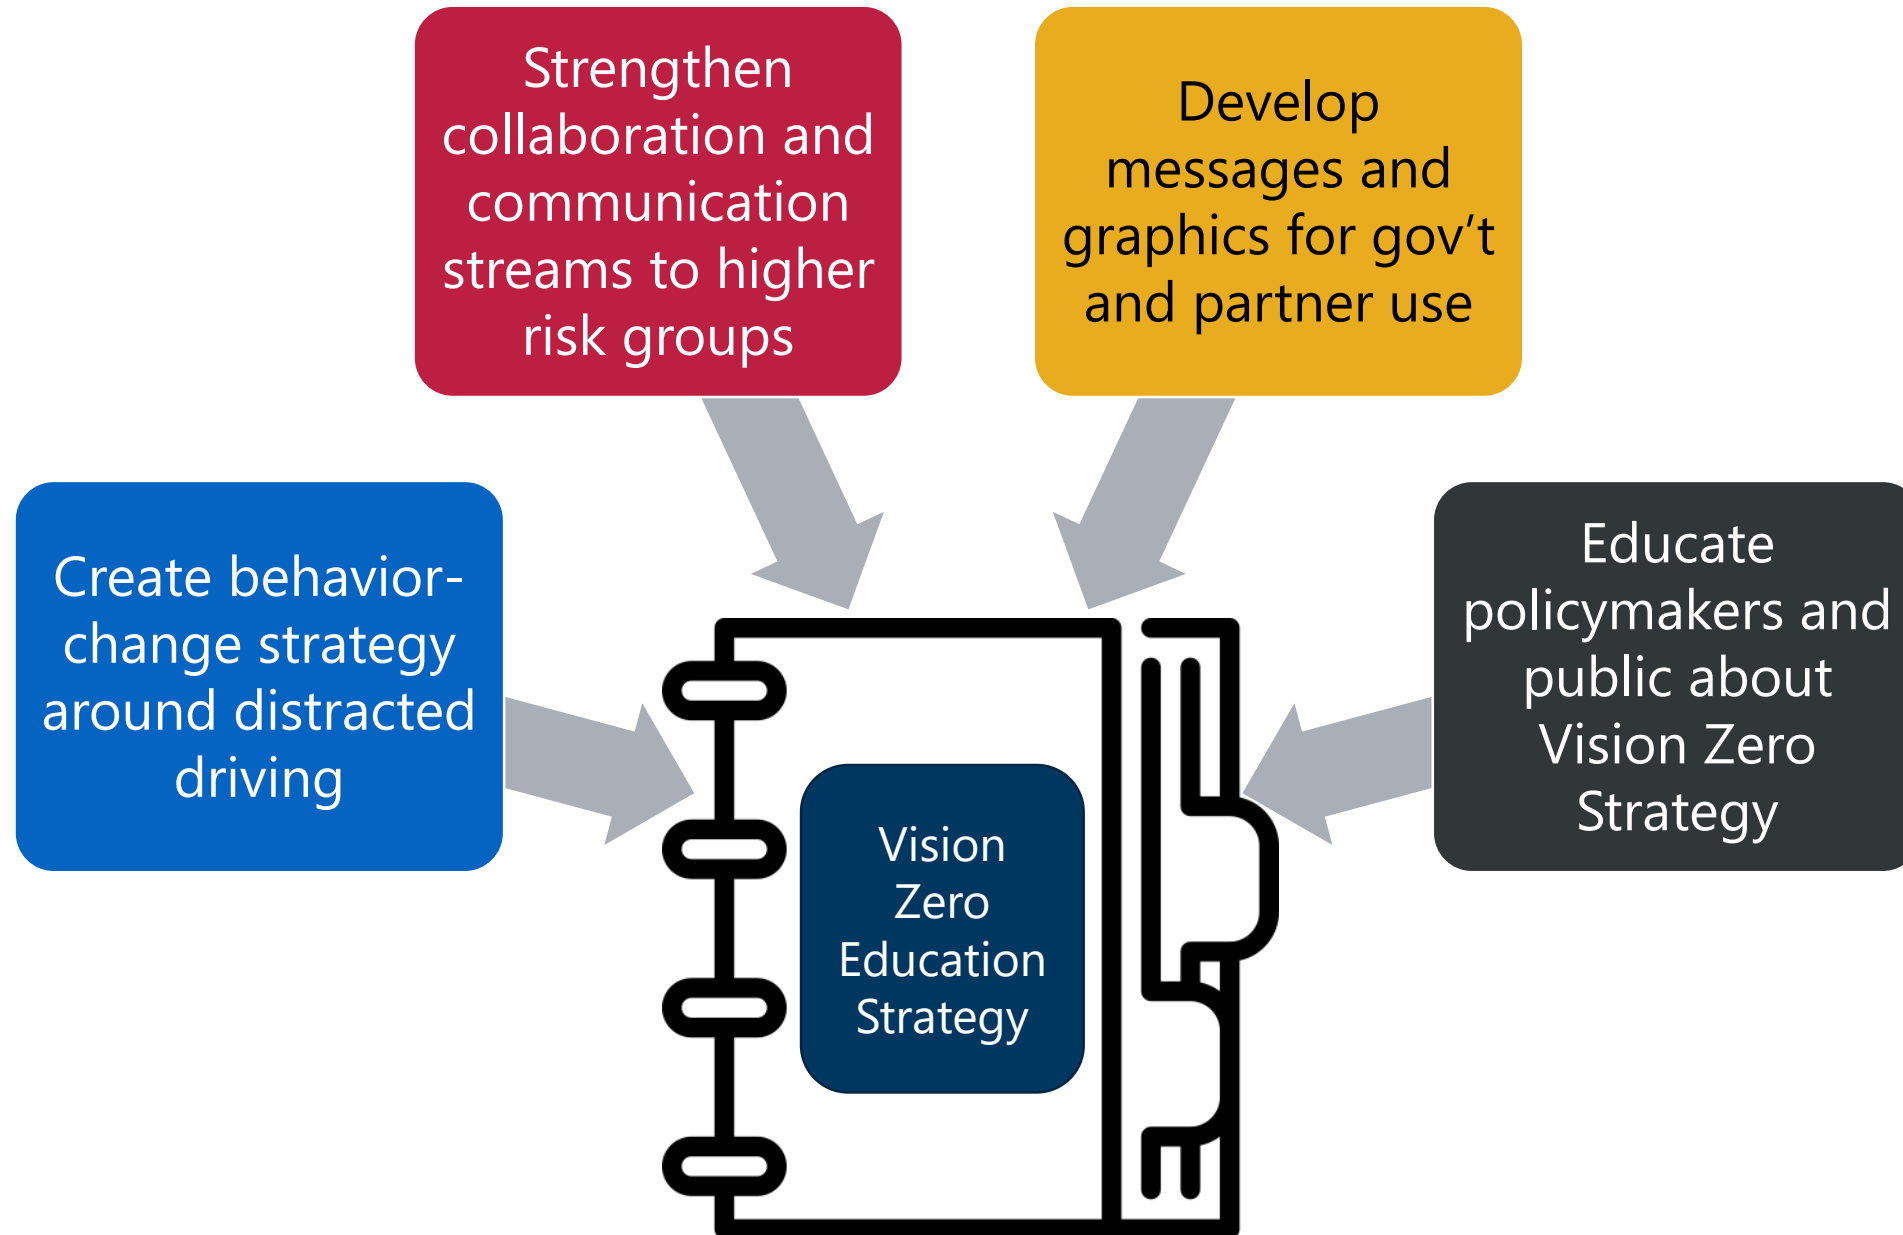 Strengthen
collaboration and
communication
streams to higher
risk groups
Develop
messages and
graphics for gov’t
and partner use
Create behavior-
change strategy
around distracted
driving
Educate
policymakers and
public about
Vision Zero
Strategy
Vision
Zero
Education
Strategy